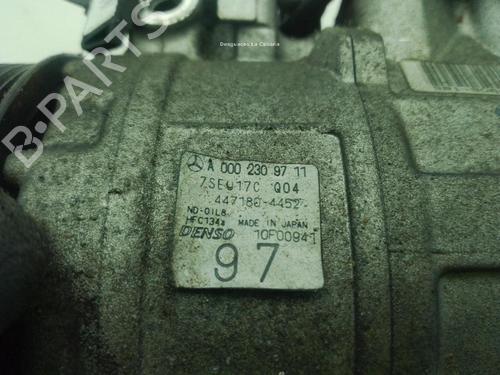 Desguaces La Cabaña
B-PARTS
A 000 230 97 11
7SEU17C Q04
447180-4452
ND-OIL8
HFC134a MADE IN JAPAN
DENSO 10F00941
97